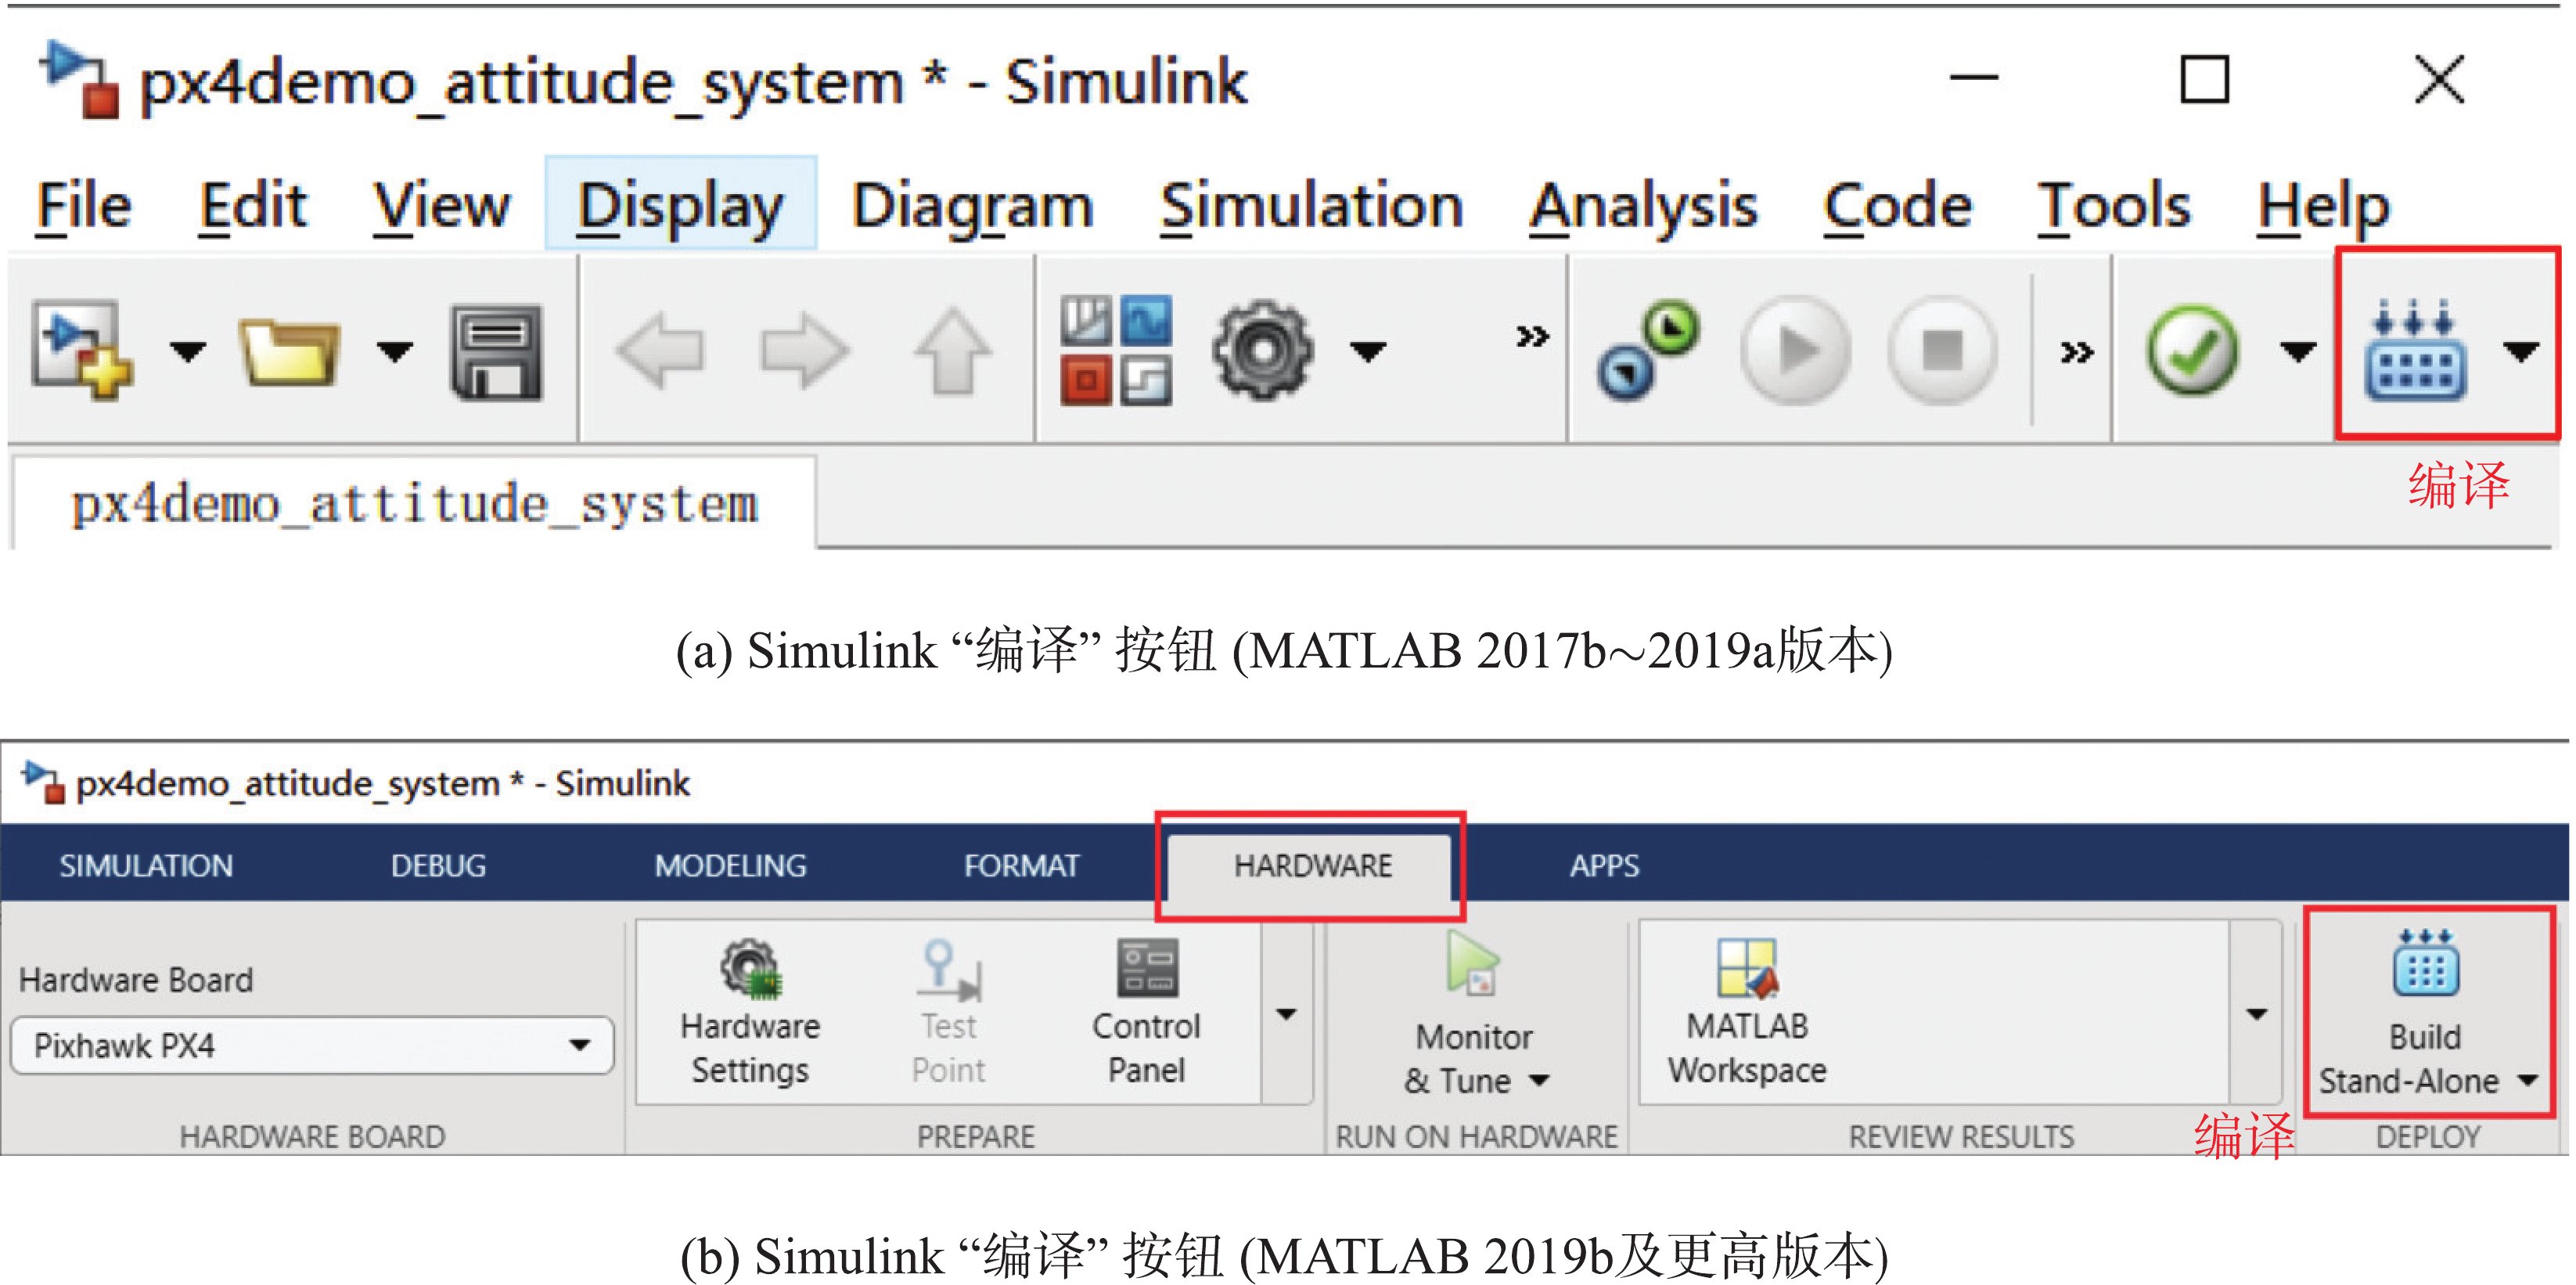 px4demo_attitude_system * - Simulink
File Edit View Display Diagram Simulation Analysis Code Tools Help
编译
px4demo_attitude_system
(a) Simulink “编译” 按钮 (MATLAB 2017b~2019a版本)
px4demo_attitude_system * - Simulink
SIMULATION DEBUG MODELING FORMAT HARDWARE APPS
Hardware Board
Pixhawk PX4
HARDWARE BOARD
Hardware
Settings
Test
Point
Control
Panel
PREPARE
Monitor
& Tune
RUN ON HARDWARE
MATLAB
Workspace
REVIEW RESULTS
Build
Stand-Alone
编译
DEPLOY
(b) Simulink “编译” 按钮 (MATLAB 2019b及更高版本)